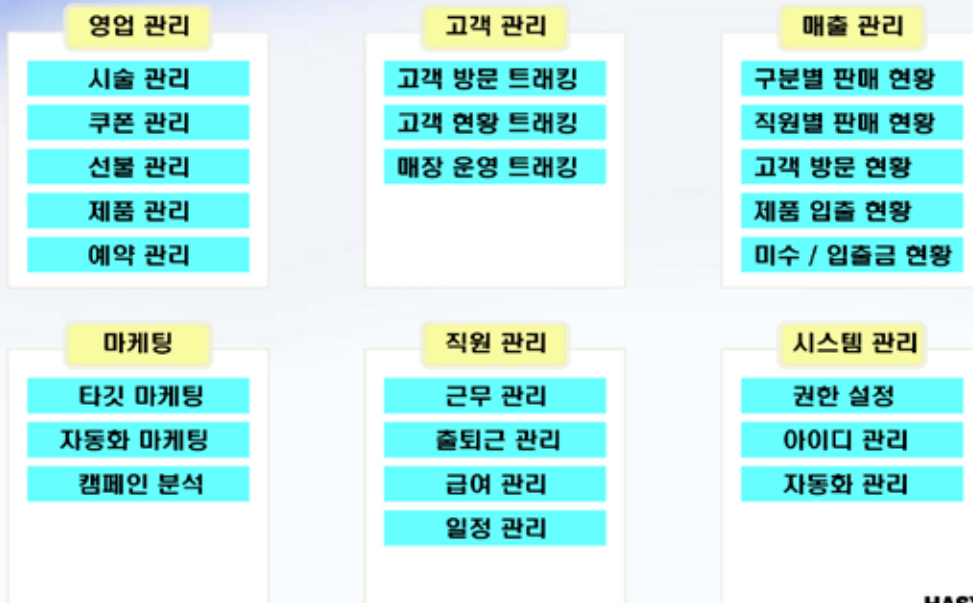 영업 관리
시술 관리
쿠폰 관리
선불 관리
제품 관리
예약 관리
고객 관리
고객 방문 트래킹
고객 현황 트래킹
매장 운영 트래킹
매출 관리
구분별 판매 현황
직원별 판매 현황
고객 방문 현황
제품 입출 현황
미수 / 입출금 현황
마케팅
타깃 마케팅
자동화 마케팅
캠페인 분석
직원 관리
근무 관리
출퇴근 관리
급여 관리
일정 관리
시스템 관리
권한 설정
아이디 관리
자동화 관리